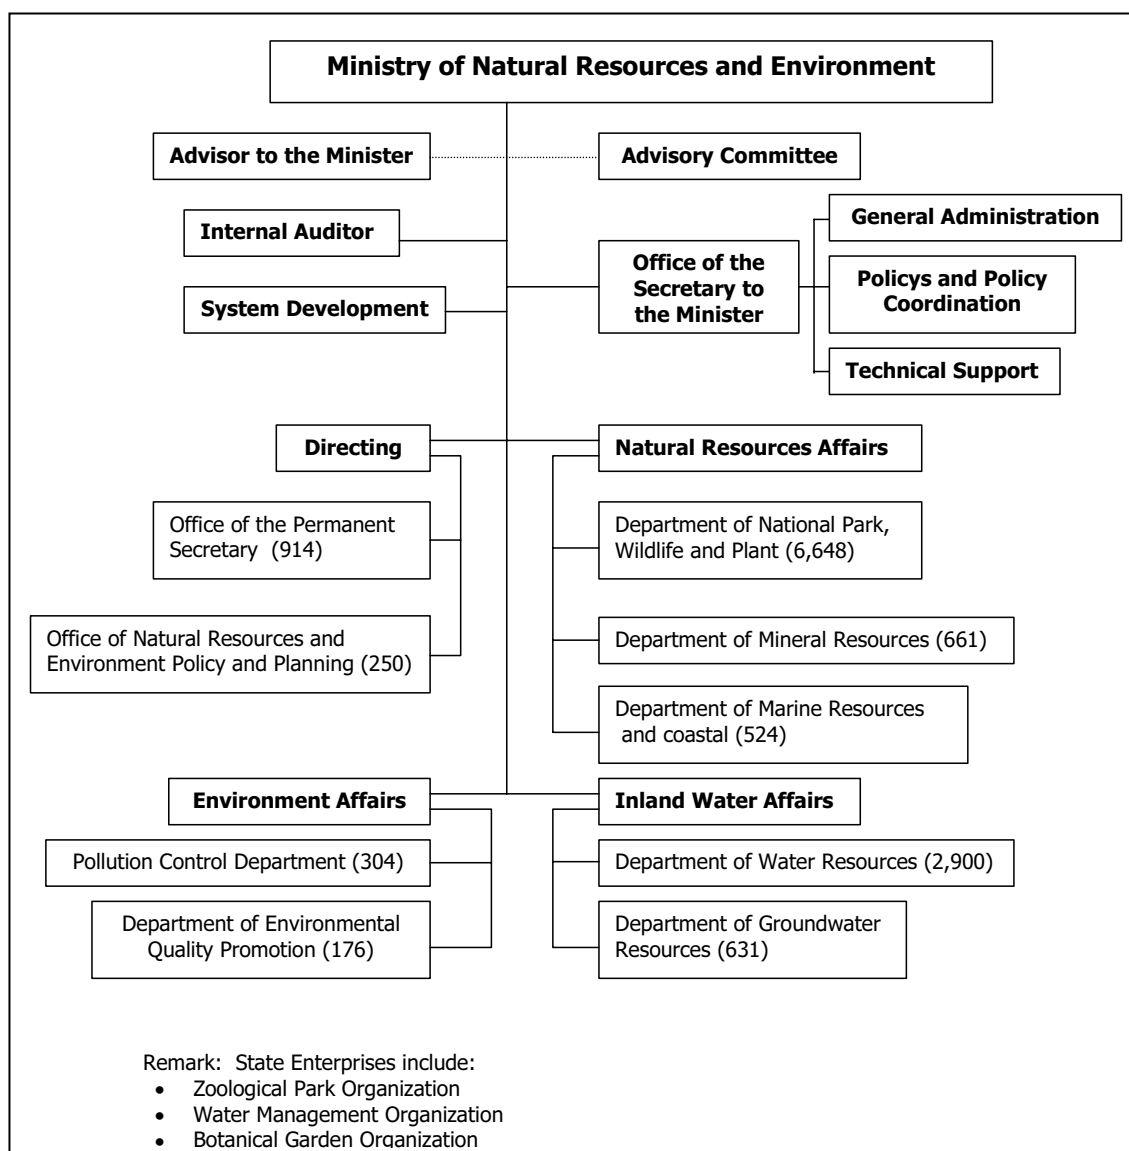 Ministry of Natural Resources and Environment
Advisor to the Minister
Advisory Committee
Internal Auditor
System Development
Office of the
Secretary to
the Minister
General Administration
Policys and Policy
Coordination
Technical Support
Directing
Office of the Permanent
Secretary (914)
Office of Natural Resources and
Environment Policy and Planning (250)
Natural Resources Affairs
Department of National Park,
Wildlife and Plant (6,648)
Department of Mineral Resources (661)
Department of Marine Resources
and coastal (524)
Environment Affairs
Pollution Control Department (304)
Department of Environmental
Quality Promotion (176)
Inland Water Affairs
Department of Water Resources (2,900)
Department of Groundwater
Resources (631)
Remark: State Enterprises include:
• Zoological Park Organization
• Water Management Organization
• Botanical Garden Organization